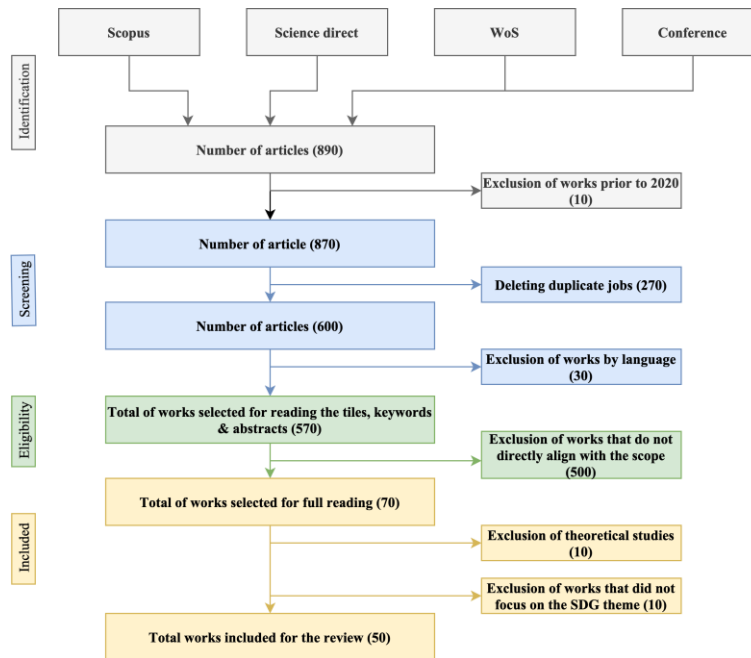 Scopus
Science direct
WoS
Conference
Identification
Number of articles (890)
Exclusion of works prior to 2020
(10)
Number of article (870)
Screening
Deleting duplicate jobs (270)
Number of articles (600)
Exclusion of works by language
(30)
Eligibility
Total of works selected for reading the tiles, keywords
& abstracts (570)
Exclusion of works that do not
directly align with the scope
(500)
Total of works selected for full reading (70)
Included
Exclusion of theoretical studies
(10)
Exclusion of works that did not
focus on the SDG theme (10)
Total works included for the review (50)